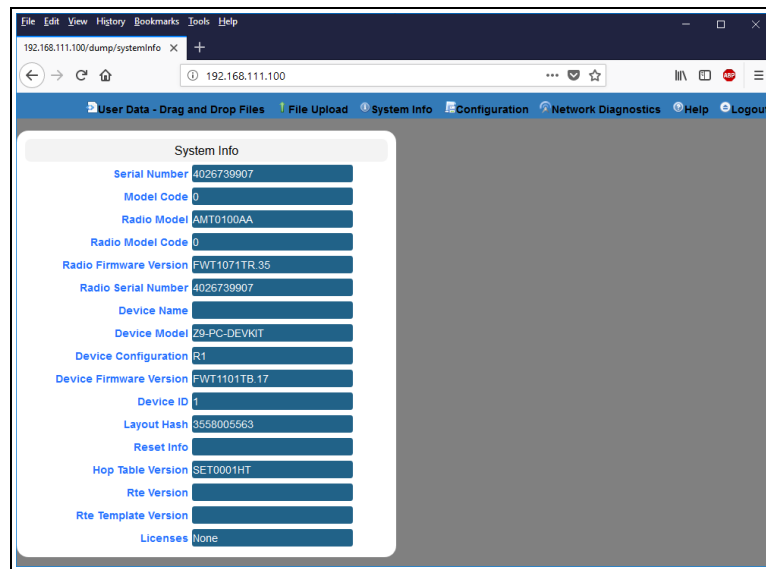 File Edit View History Bookmarks Tools Help
192.168.111.100/dump/systemInfo
192.168.111.100
User Data - Drag and Drop Files File Upload System Info Configuration Network Diagnostics Help Logout
System Info
Serial Number 4026739907
Model Code 0
Radio Model AMT0100AA
Radio Model Code 0
Radio Firmware Version FWT1071TR.35
Radio Serial Number 4026739907
Device Name
Device Model Z9-PC-DEVKIT
Device Configuration R1
Device Firmware Version FWT1101TB.17
Device ID 1
Layout Hash 3558005563
Reset Info
Hop Table Version SET0001HT
Rte Version
Rte Template Version
Licenses None